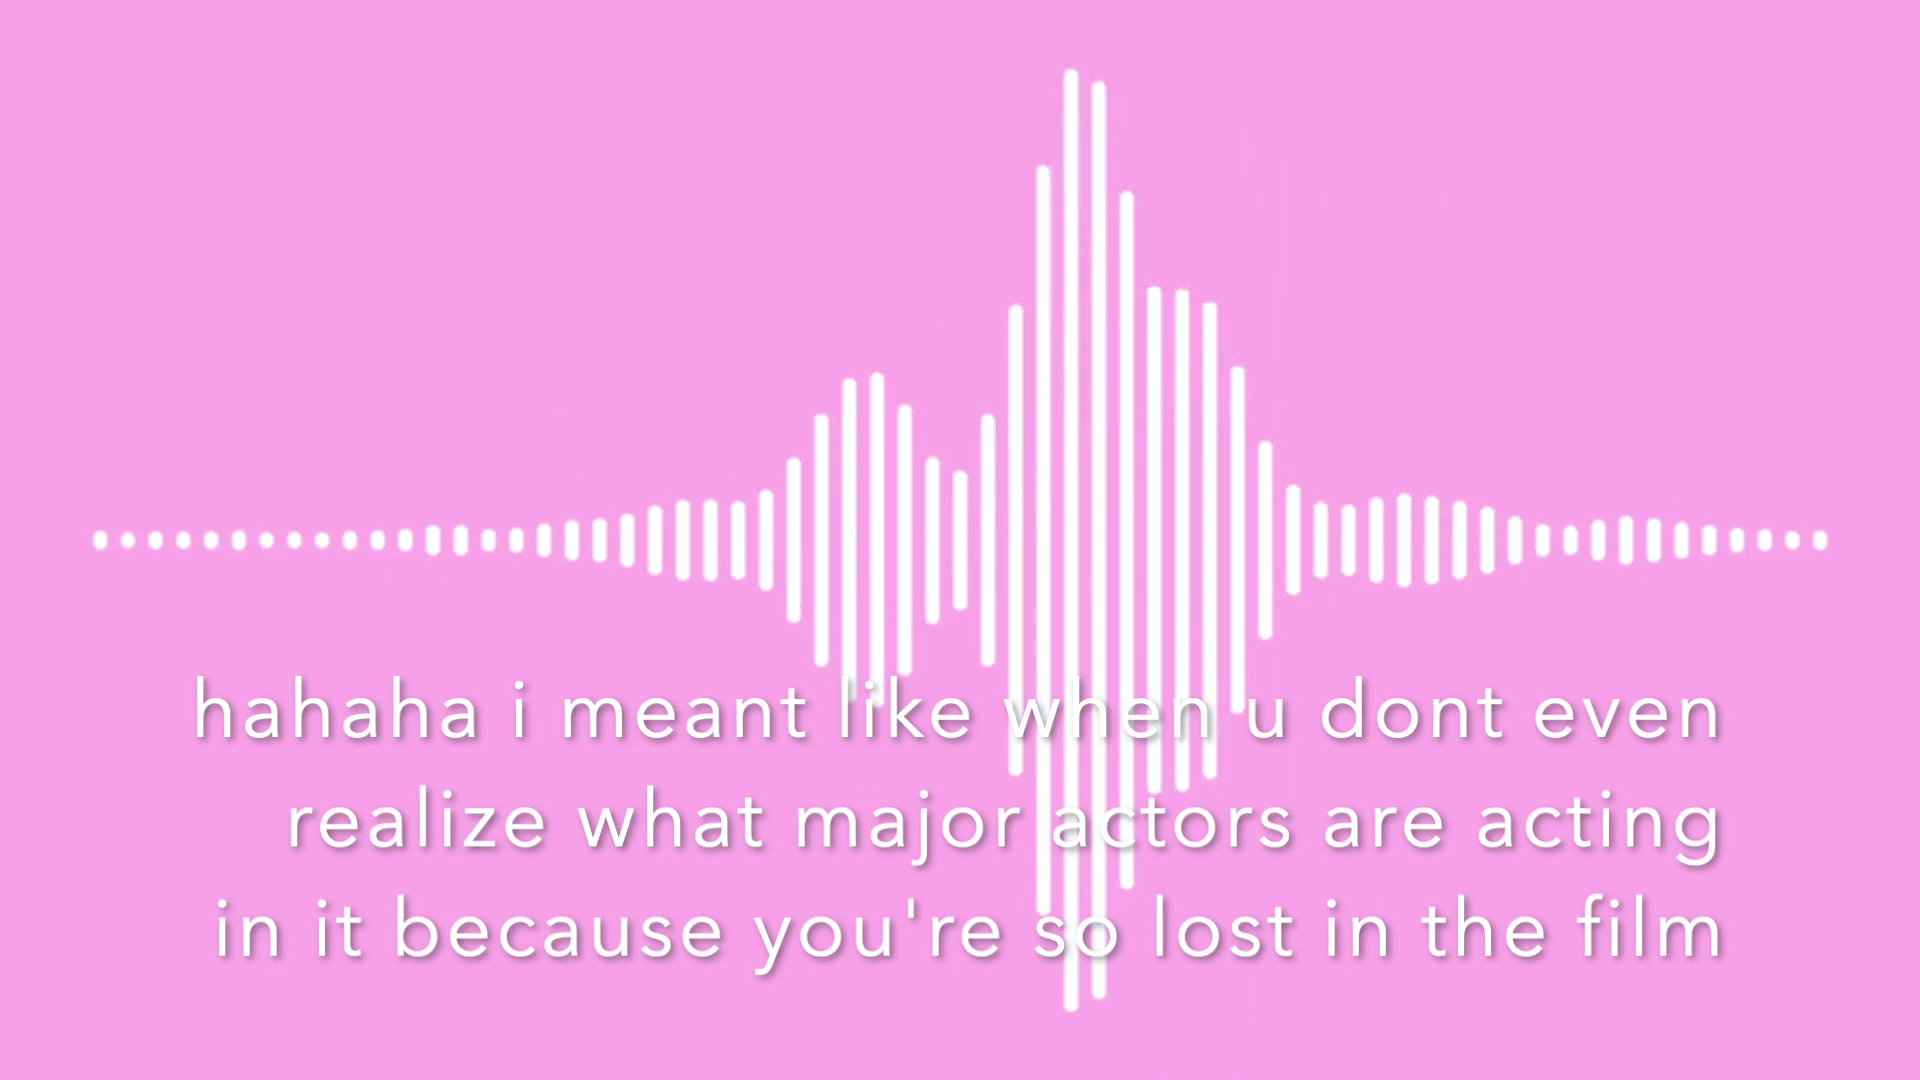 hahaha i meant like when u dont even
realize what major actors are acting
in it because you're so lost in the film